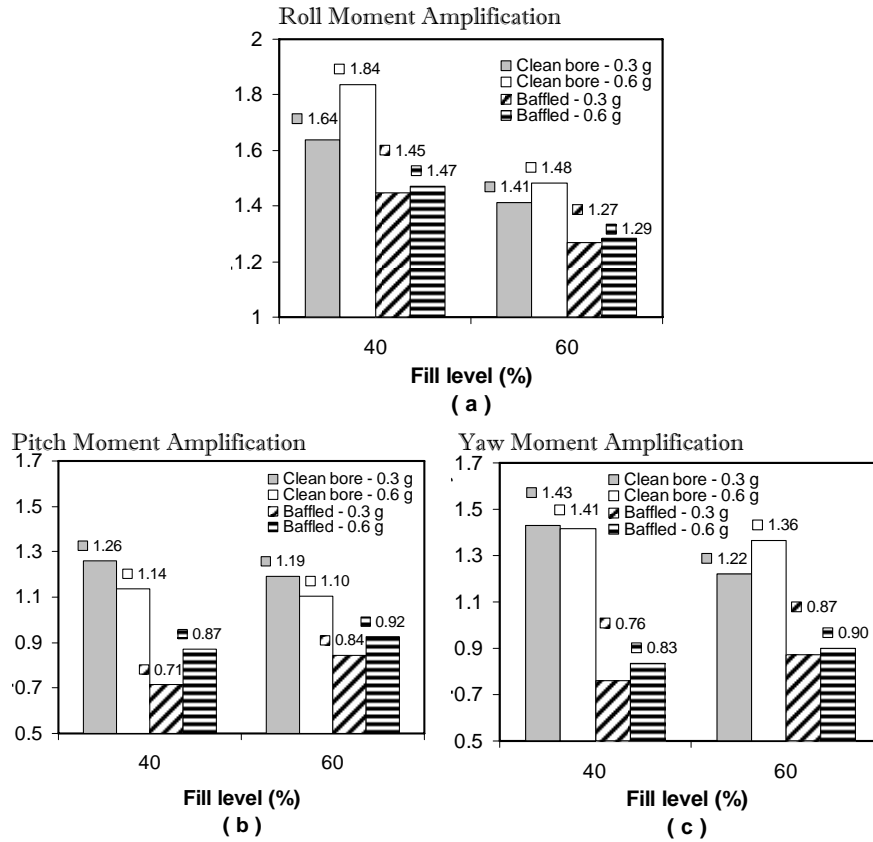 Roll Moment Amplification
2
1.8
1.6
1.4
1.2
1
Clean bore - 0.3 g
Clean bore - 0.6 g
Baffled - 0.3 g
Baffled - 0.6 g
1.64
1.84
1.45
1.47
1.41
1.48
1.27
1.29
40
60
Fill level (%)
( a )
Pitch Moment Amplification
1.7
1.5
1.3
1.1
0.9
0.7
0.5
Clean bore - 0.3 g
Clean bore - 0.6 g
Baffled - 0.3 g
Baffled - 0.6 g
1.26
1.14
0.71
0.87
1.19
1.10
0.84
0.92
40
60
Fill level (%)
( b )
Yaw Moment Amplification
1.7
1.5
1.3
1.1
0.9
0.7
0.5
Clean bore - 0.3 g
Clean bore - 0.6 g
Baffled - 0.3 g
Baffled - 0.6 g
1.43
1.41
0.76
0.83
1.22
1.36
0.87
0.90
40
60
Fill level (%)
( c )